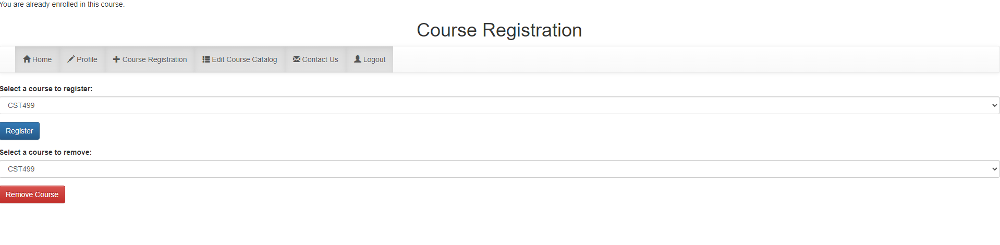 You are already enrolled in this course.
Course Registration
Home Profile Course Registration Edit Course Catalog Contact Us Logout
Select a course to register:
CST499
Register
Select a course to remove:
CST499
Remove Course